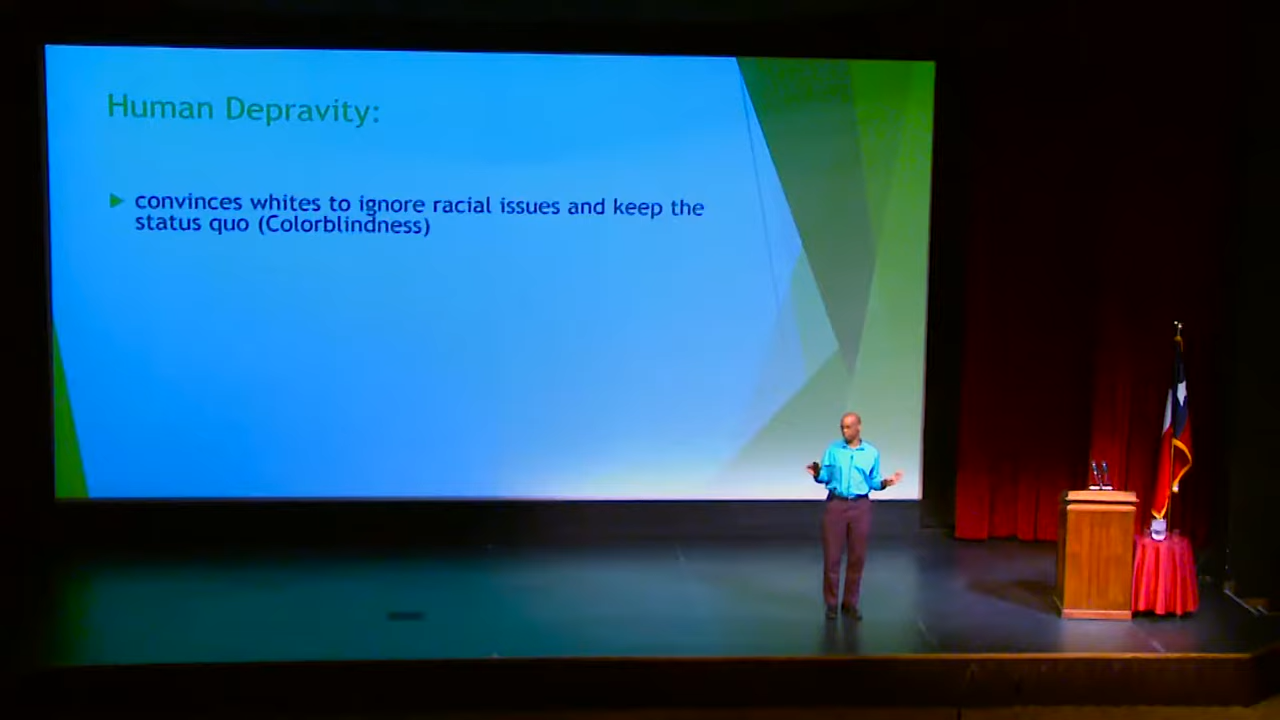 Human Depravity:
convinces whites to ignore racial issues and keep the
status quo (Colorblindness)